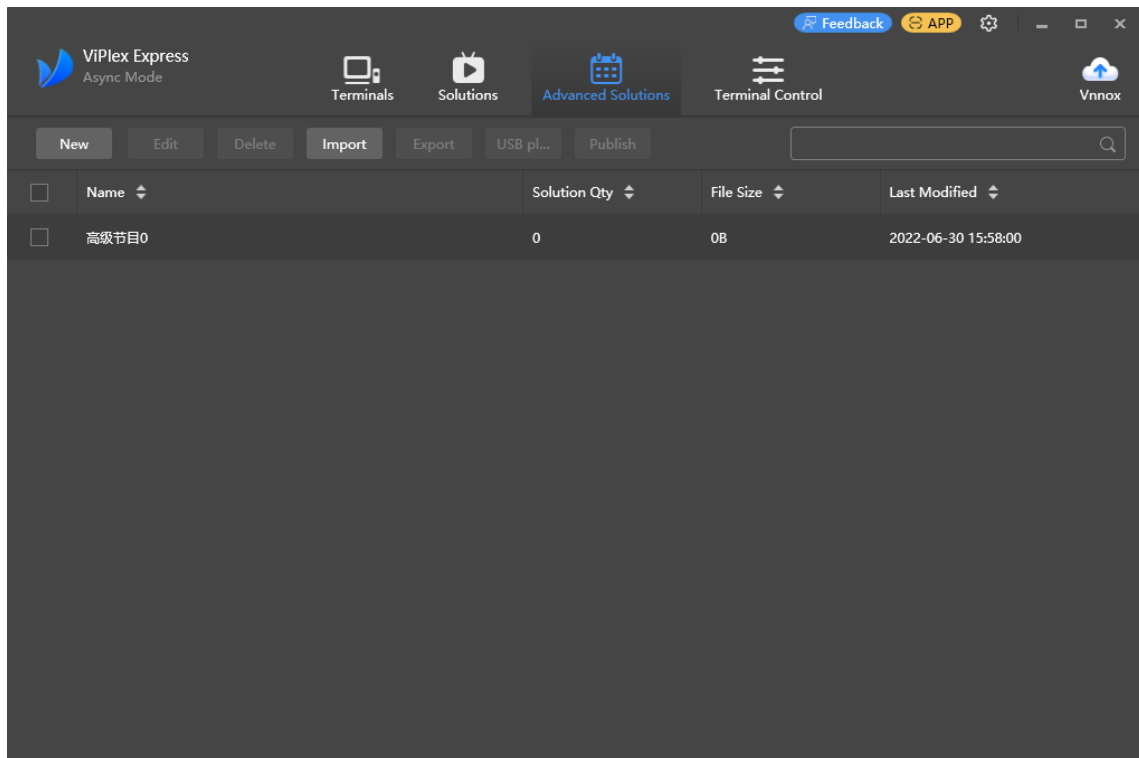 Feedback APP
ViPlex Express
Async Mode
Terminals Solutions Advanced Solutions Terminal Control Vnnox
New Edit Delete Import Export USB pl... Publish
Name Solution Qty File Size Last Modified
高级节目0 0 0B 2022-06-30 15:58:00